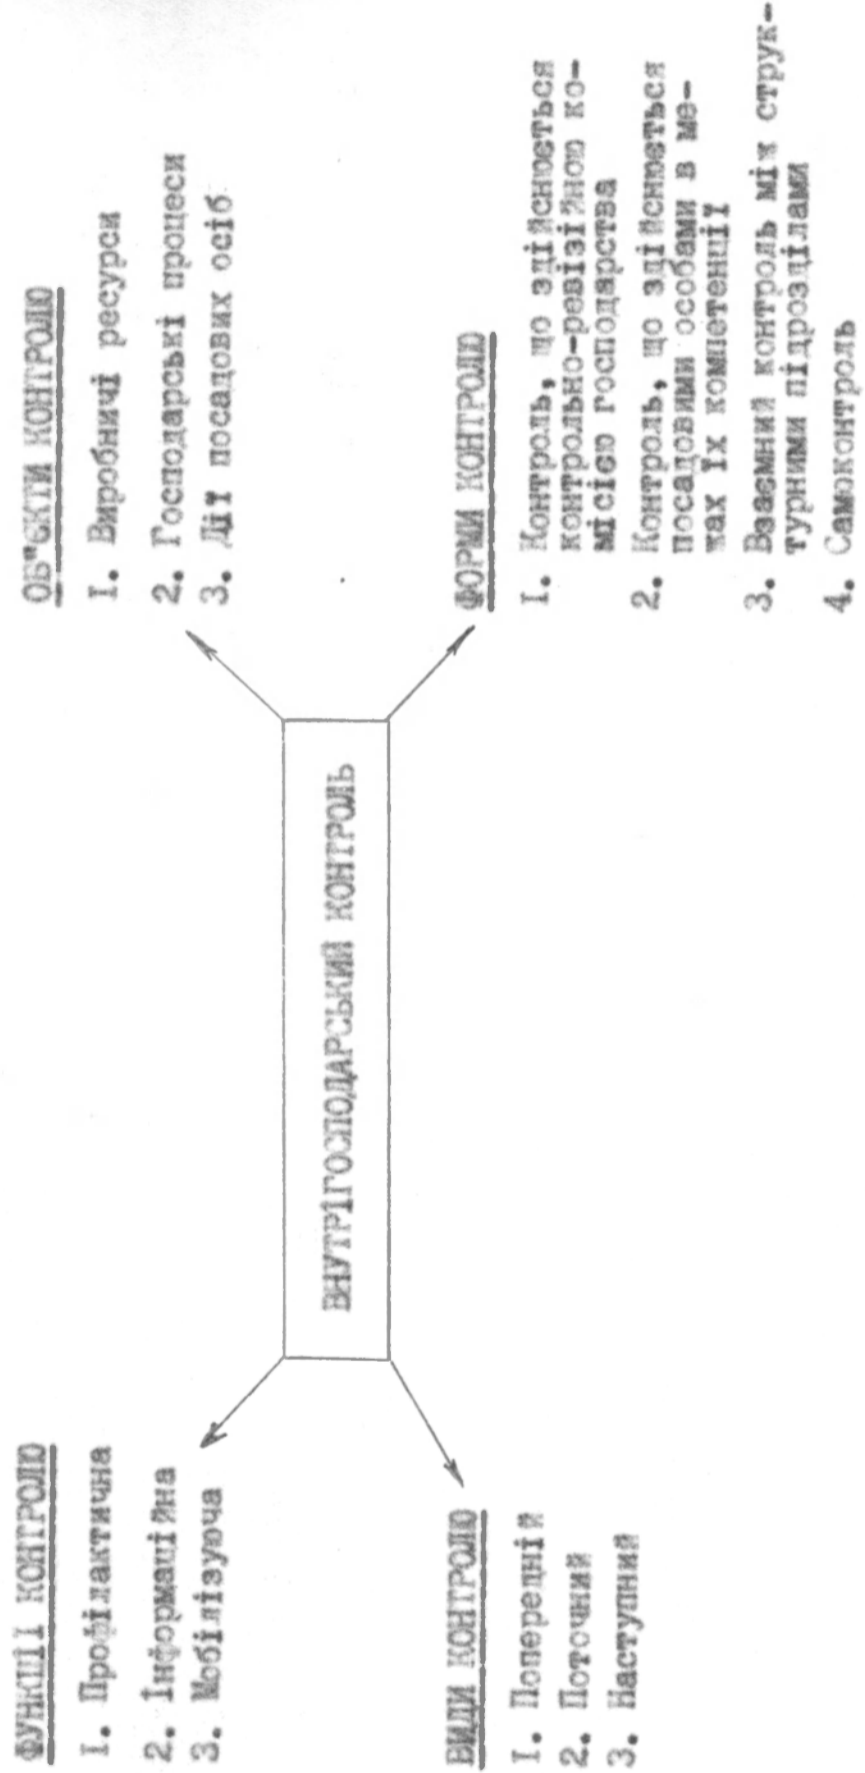 ФУНКЦІЇ КОНТРОЛЮ
1. Профілактична
2. Інформаційна
3. Мобілізуюча
ОБ"ЄКТИ КОНТРОЛЮ
1. Виробничі ресурси
2. Господарські процеси
3. Дії посадових осіб
ВНУТРІГОСПОДАРСЬКИЙ КОНТРОЛЬ
ВИДИ КОНТРОЛЮ
1. Попередній
2. Поточний
3. Наступний
ФОРМИ КОНТРОЛЮ
1. Контроль, що здійснюється
контрольно-ревізійною ко-
місією господарства
2. Контроль, що здійснюється
посадовими особами в ме-
жах їх компетенції
3. Взаємний контроль між струк-
турними підрозділами
4. Самоконтроль